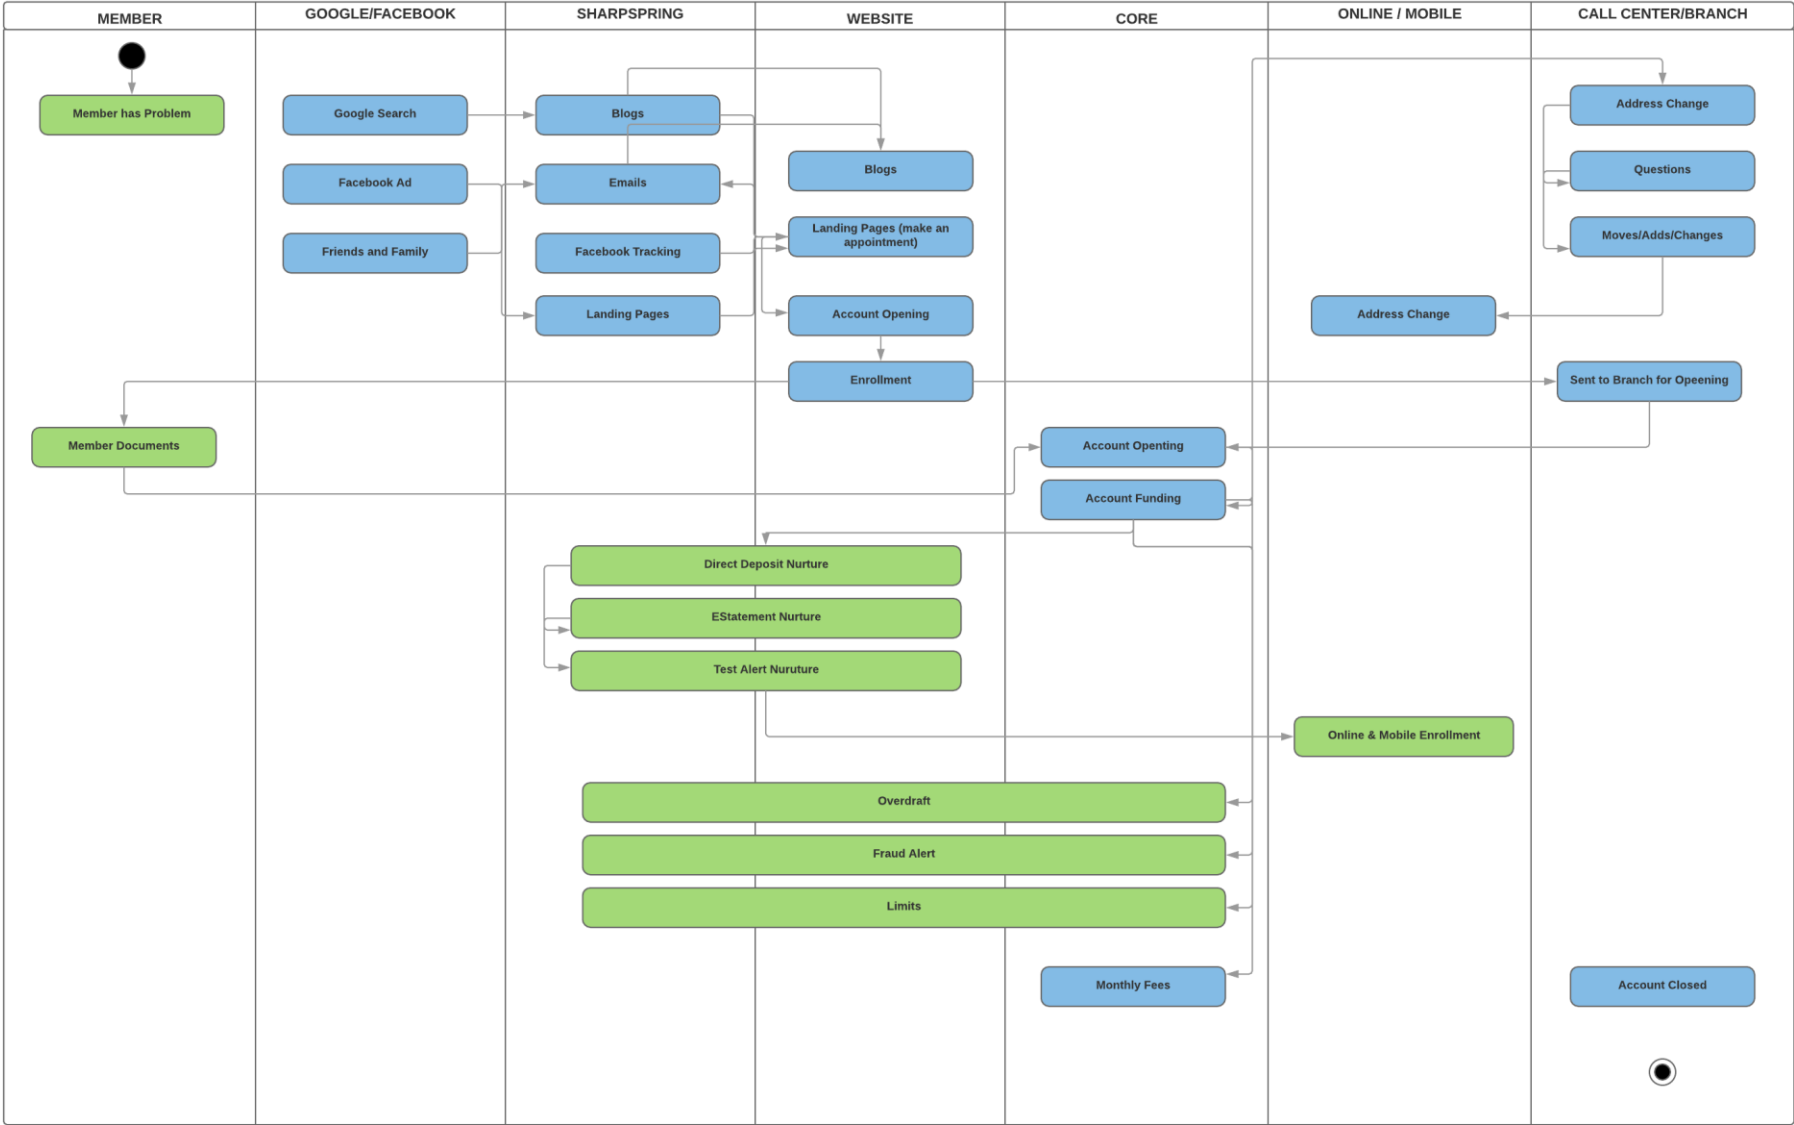 MEMBER
GOOGLE/FACEBOOK
SHARPSPRING
WEBSITE
CORE
ONLINE / MOBILE
CALL CENTER/BRANCH
Member has Problem
Google Search
Blogs
Address Change
Facebook Ad
Emails
Blogs
Questions
Friends and Family
Facebook Tracking
Landing Pages (make an
appointment)
Moves/Adds/Changes
Landing Pages
Account Opening
Address Change
Enrollment
Sent to Branch for Opeening
Member Documents
Account Openting
Account Funding
Direct Deposit Nurture
EStatement Nurture
Test Alert Nuruture
Online & Mobile Enrollment
Overdraft
Fraud Alert
Limits
Monthly Fees
Account Closed